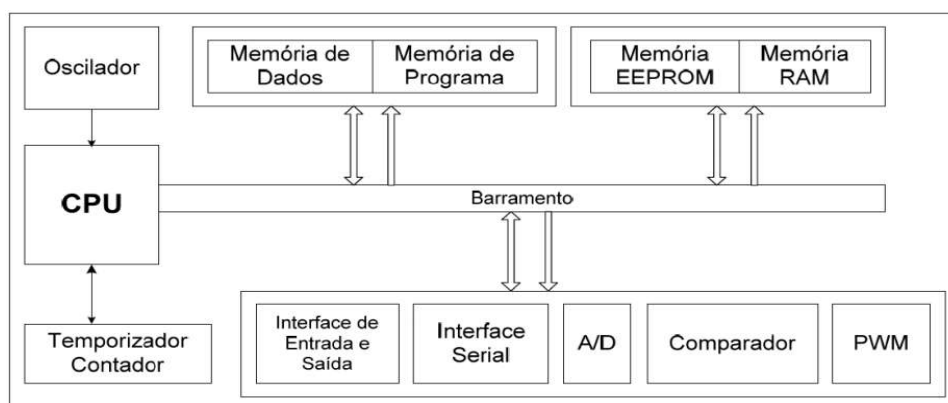 Oscilador
Memória de
Dados
Memória de
Programa
Memória
EEPROM
Memória
RAM
CPU
Barramento
Temporizador
Contador
Interface de
Entrada e
Saída
Interface
Serial
A/D
Comparador
PWM